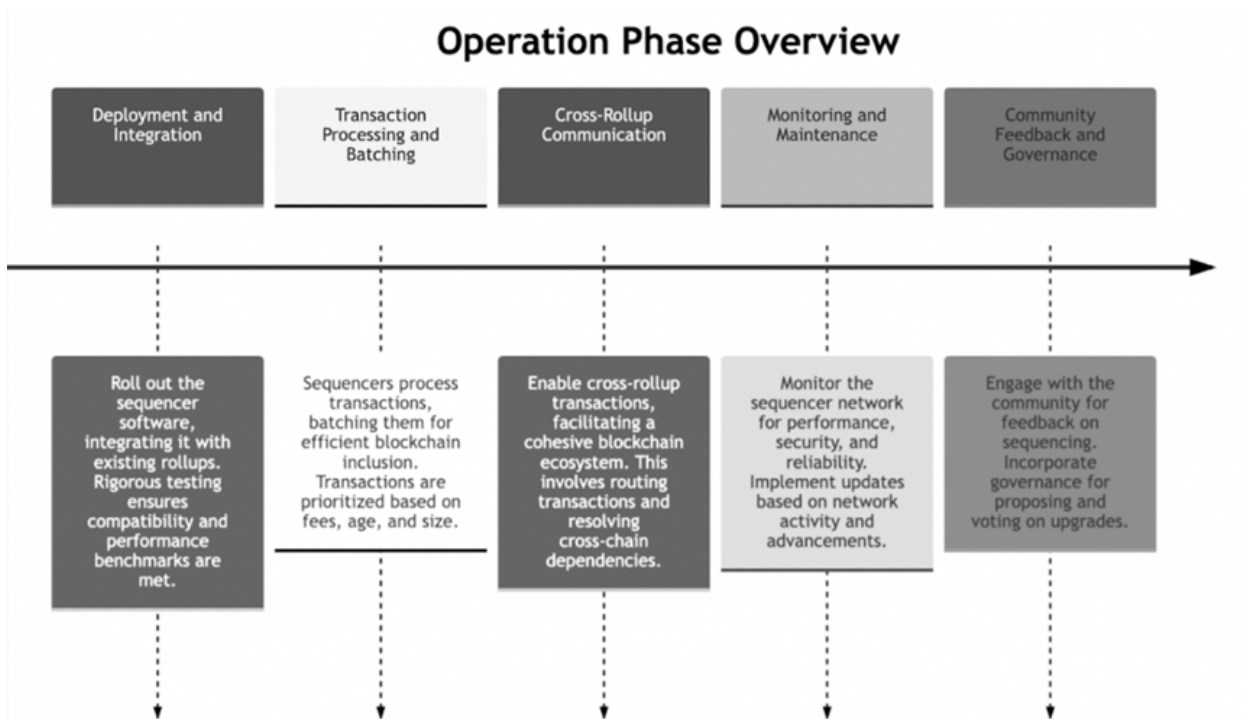 Operation Phase Overview
Deployment and
Integration
Transaction
Processing and
Batching
Cross-Rollup
Communication
Monitoring and
Maintenance
Community
Feedback and
Governance
Roll out the
sequencer
software,
integrating it with
existing rollups.
Rigorous testing
ensures
compatibility and
performance
benchmarks are
met.
Sequencers process
transactions,
batching them for
efficient blockchain
inclusion.
Transactions are
prioritized based on
fees, age, and size.
Enable cross-rollup
transactions,
facilitating a
cohesive blockchain
ecosystem. This
involves routing
transactions and
resolving
cross-chain
dependencies.
Monitor the
sequencer network
for performance,
security, and
reliability.
Implement updates
based on network
activity and
advancements.
Engage with the
community for
feedback on
sequencing.
Incorporate
governance for
proposing and
voting on upgrades.